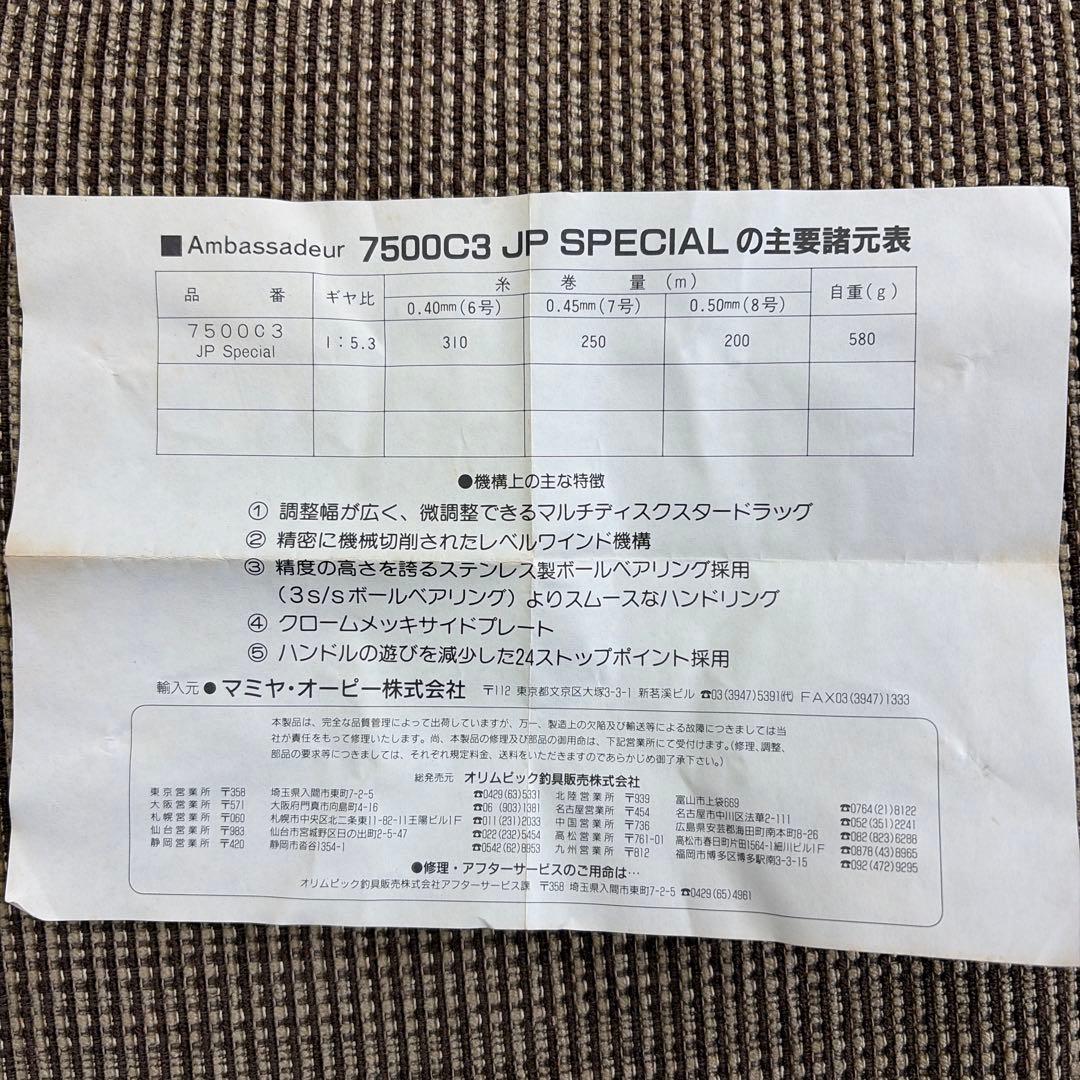 ■Ambassadeur 7500C3 JP SPECIALの主要諸元表
品番 ギヤ比 糸巻量(m) 自重(g)
0.40mm(6号) 0.45mm(7号) 0.50mm(8号)
7500C3 JP Special 1:5.3 310 250 200 580
●機構上の主な特徴
① 調整幅が広く、微調整できるマルチディスクスタードラッグ
② 精密に機械切削されたレベルワインド機構
③ 精度の高さを誇るステンレス製ボールベアリング採用
(3s/sボールベアリング)よりスムースなハンドリング
④ クロームメッキサイドプレート
⑤ ハンドルの遊びを減少した24ストップポイント採用
輸入元●マミヤ・オーピー株式会社 〒112 東京都文京区大塚3-3-1 新茗溪ビル ☎03(3947)5391㈹ FAX03(3947)1333
本製品は、完全な品質管理によって出荷していますが、万一、製造上の欠陥及び輸送等による故障につきましては当
社が責任をもって修理いたします。尚、本製品の修理及び部品の御用命は、下記営業所にて受付けます。(修理、調整、
部品の要求等につきましては、それぞれ規定料金、送料をいただきますのであらかじめ御了承下さい。)
総発売元 オリムピック釣具販売株式会社
東京営業所 〒358 埼玉県入間市東町7-2-5 ☎0429(63)5331
大阪営業所 〒571 大阪府門真市向島町4-16 ☎06(903)1381
札幌営業所 〒060 札幌市中央区北二条東11-82-11王陽ビル1F ☎011(231)2033
仙台営業所 〒983 仙台市宮城野区日の出町2-5-47 ☎022(232)5454
静岡営業所 〒420 静岡市沓谷1354-1 ☎0542(62)8953
北陸営業所 〒939 富山市上袋669 ☎0764(21)8122
名古屋営業所 〒454 名古屋市中川区法華2-111 ☎052(351)2241
中国営業所 〒736 広島県安芸郡海田町南本町8-26 ☎082(823)6288
高松営業所 〒761-01 高松市春日町片田1564-1細川ビル1F ☎0878(43)8965
九州営業所 〒812 福岡市博多区博多駅南3-3-15 ☎092(472)9295
●修理・アフターサービスのご用命は…
オリムピック釣具販売株式会社アフターサービス課 〒358 埼玉県入間市東町7-2-5 ☎0429(65)4961